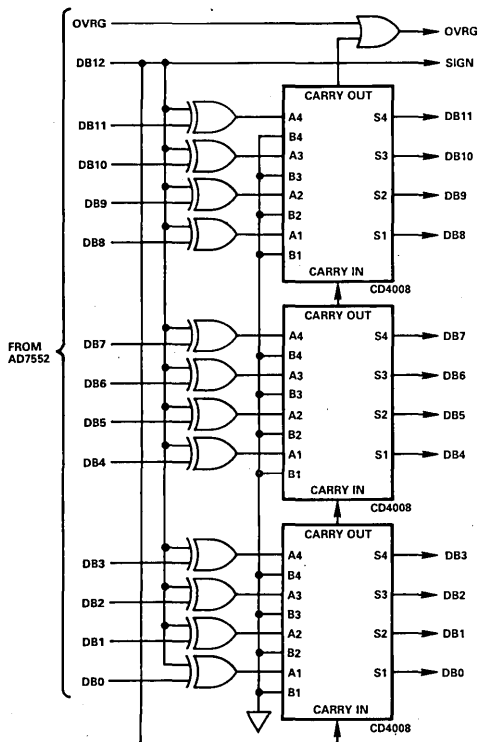 OVRG
OVRG
DB12
SIGN
CARRY OUT
DB11
A4
S4
DB11
B4
DB10
A3
S3
DB10
B3
DB9
A2
S2
DB9
B2
DB8
A1
S1
DB8
B1
CARRY IN
CD4008
CARRY OUT
FROM
AD7552
DB7
A4
S4
DB7
B4
DB6
A3
S3
DB6
B3
DB5
A2
S2
DB5
B2
DB4
A1
S1
DB4
B1
CARRY IN
CD4008
CARRY OUT
DB3
A4
S4
DB3
B4
DB2
A3
S3
DB2
B3
DB1
A2
S2
DB1
B2
DB0
A1
S1
DB0
B1
CARRY IN
CD4008